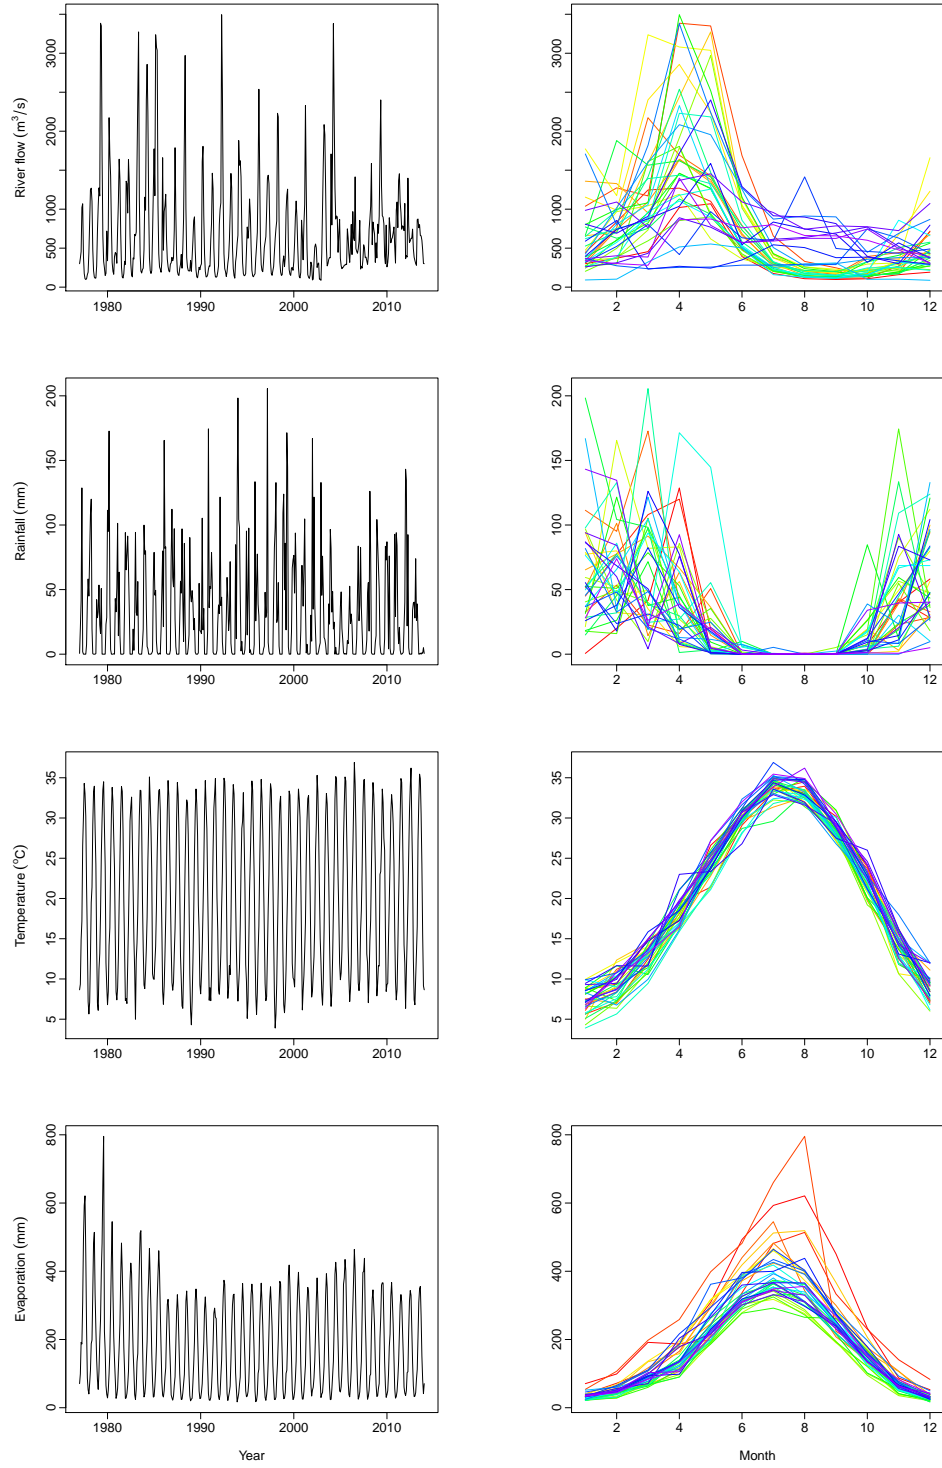 River flow (m3/s)
0 500 1000 2000 3000
1980 1990 2000 2010
0 500 1000 2000 3000
2 4 6 8 10 12
Rainfall (mm)
0 50 100 150 200
1980 1990 2000 2010
0 50 100 150 200
2 4 6 8 10 12
Temperature (°C)
5 10 15 20 25 30 35
1980 1990 2000 2010
5 10 15 20 25 30 35
2 4 6 8 10 12
Evaporation (mm)
0 200 400 600 800
1980 1990 2000 2010
Year
0 200 400 600 800
2 4 6 8 10 12
Month